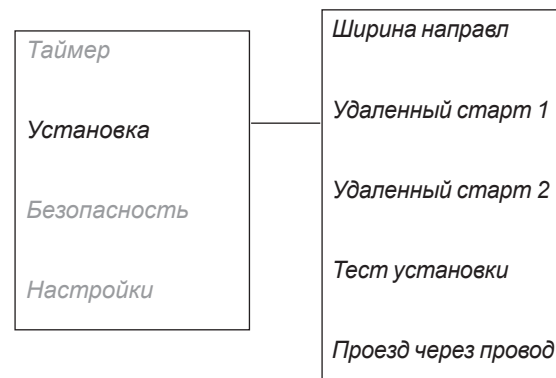 Таймер
Установка
Безопасность
Настройки
Ширина направл
Удаленный старт 1
Удаленный старт 2
Тест установки
Проезд через провод